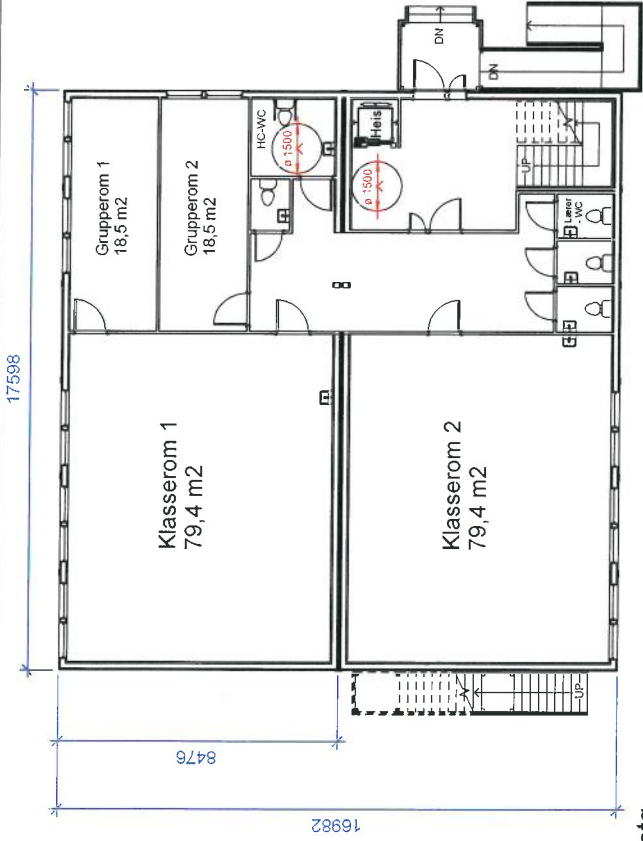 17598
Grupperom 1
18,5 m2
Grupperom 2
18,5 m2
HC-WC
ø 1500
Heis
ø 1500
DN
DN
UP
Lærer
- WC
Klasserom 1
79,4 m2
Klasserom 2
79,4 m2
UP
8476
16982